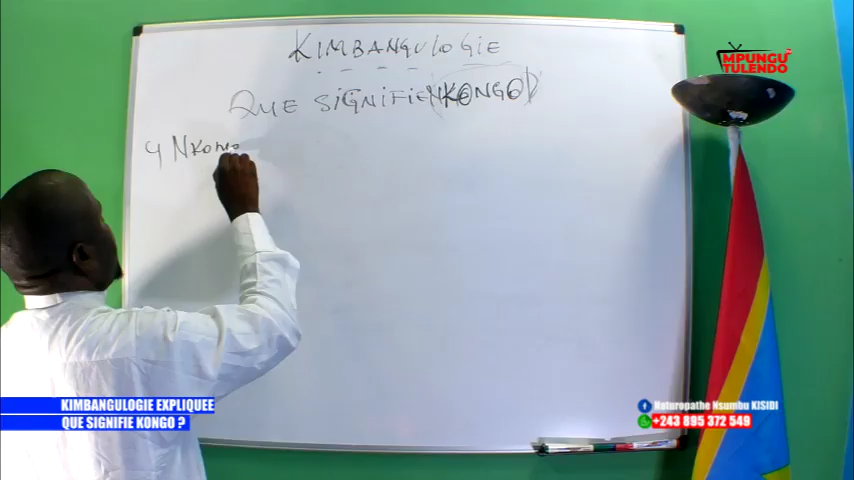 KIMBANGULOGIE
MPUNGU
TULENDO
QUE SIGNIFIE KONGO
KIMBANGULOGIE EXPLIQUEE
QUE SIGNIFIE KONGO ?
Naturopathe Nsumbu KISIDI
+243 895 372 549